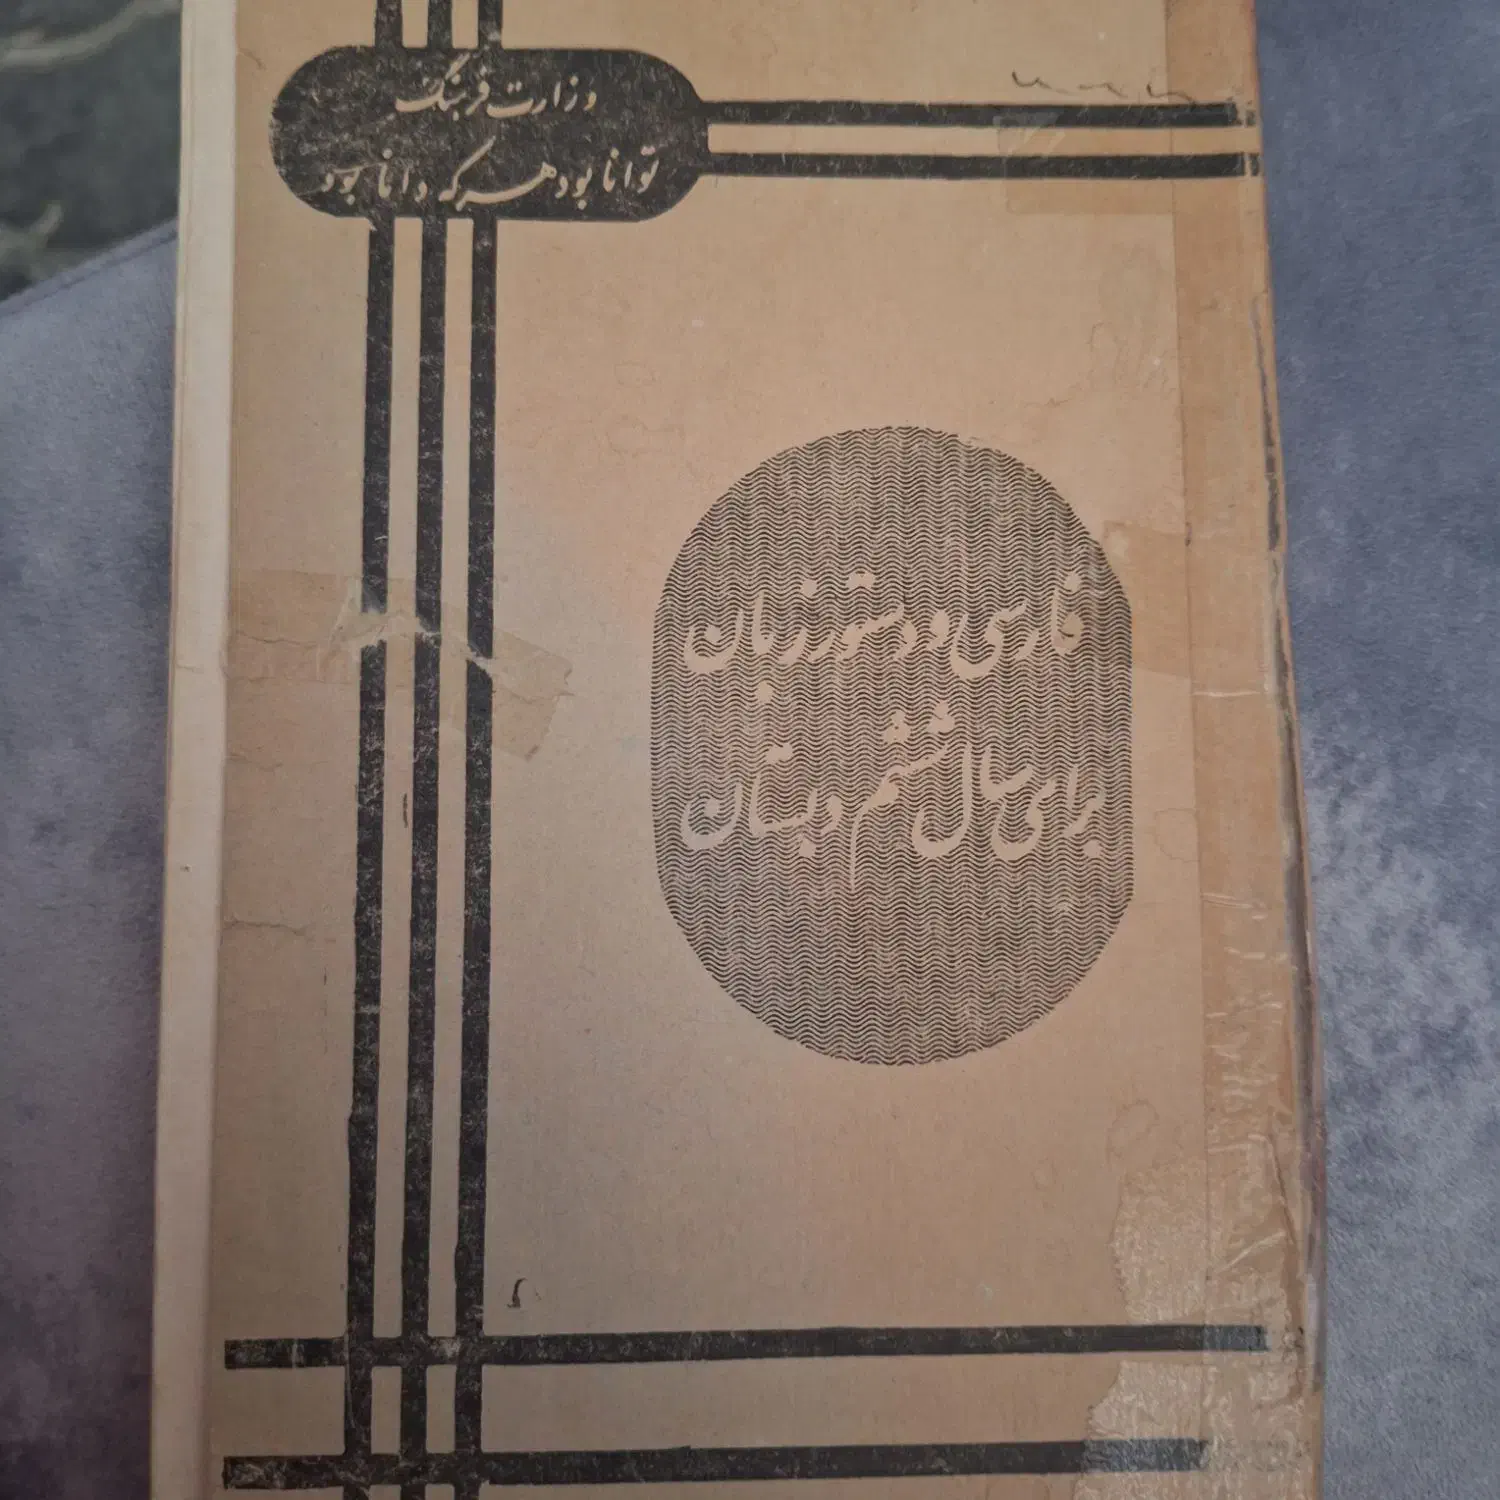 وزارت فرهنگ
توانا بود هر که دانا بود
فارسی و دستور زبان
برای سال ششم دبستان